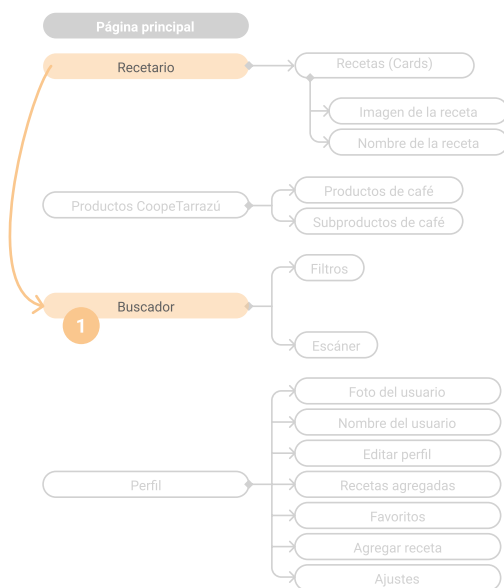 Página principal
Recetario
Recetas (Cards)
Imagen de la receta
Nombre de la receta
Productos CoopeTarrazú
Productos de café
Subproductos de café
Buscador
1
Filtros
Escáner
Perfil
Foto del usuario
Nombre del usuario
Editar perfil
Recetas agregadas
Favoritos
Agregar receta
Ajustes